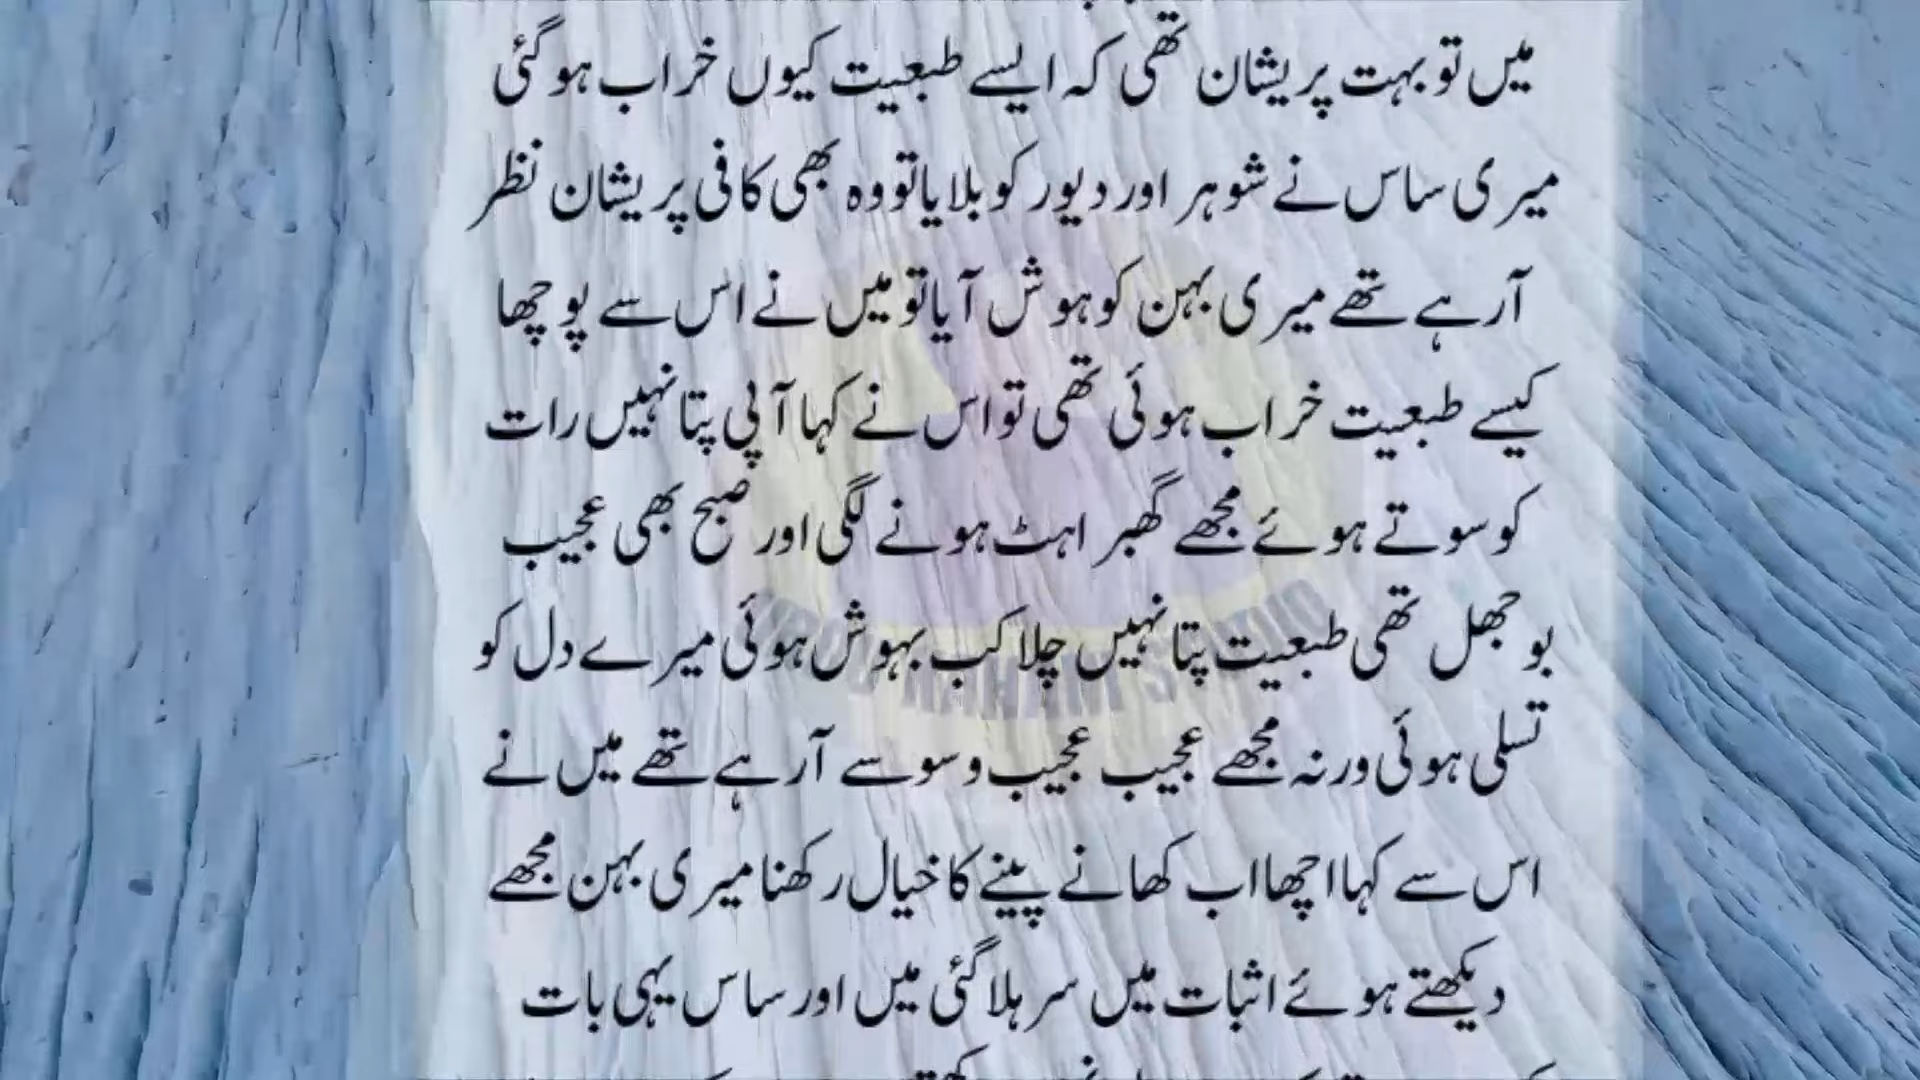 میں تو بہت پریشان تھی کہ ایسے طبعیت کیوں خراب ہو گئی
میری ساس نے شوہر اور دیور کو بلایا تو وہ بھی کافی پریشان نظر
آرہے تھے میری بہن کو ہوش آیا تو میں نے اس سے پوچھا
کیسے طبعیت خراب ہوئی تھی تو اس نے کہا آپی پتا نہیں رات
کو سوتے ہوئے مجھے گھبراہٹ ہونے لگی اور صبح بھی عجیب
بوجھل تھی طبعیت پتا نہیں چلا کب بہوش ہوئی میرے دل کو
تسلی ہوئی ورنہ مجھے عجیب عجیب وسوسے آرہے تھے میں نے
اس سے کہا اچھا اب کھانے پینے کا خیال رکھنا میری بہن مجھے
دیکھتے ہوئے اثبات میں سر ہلا گئی میں اور ساس یہی بات